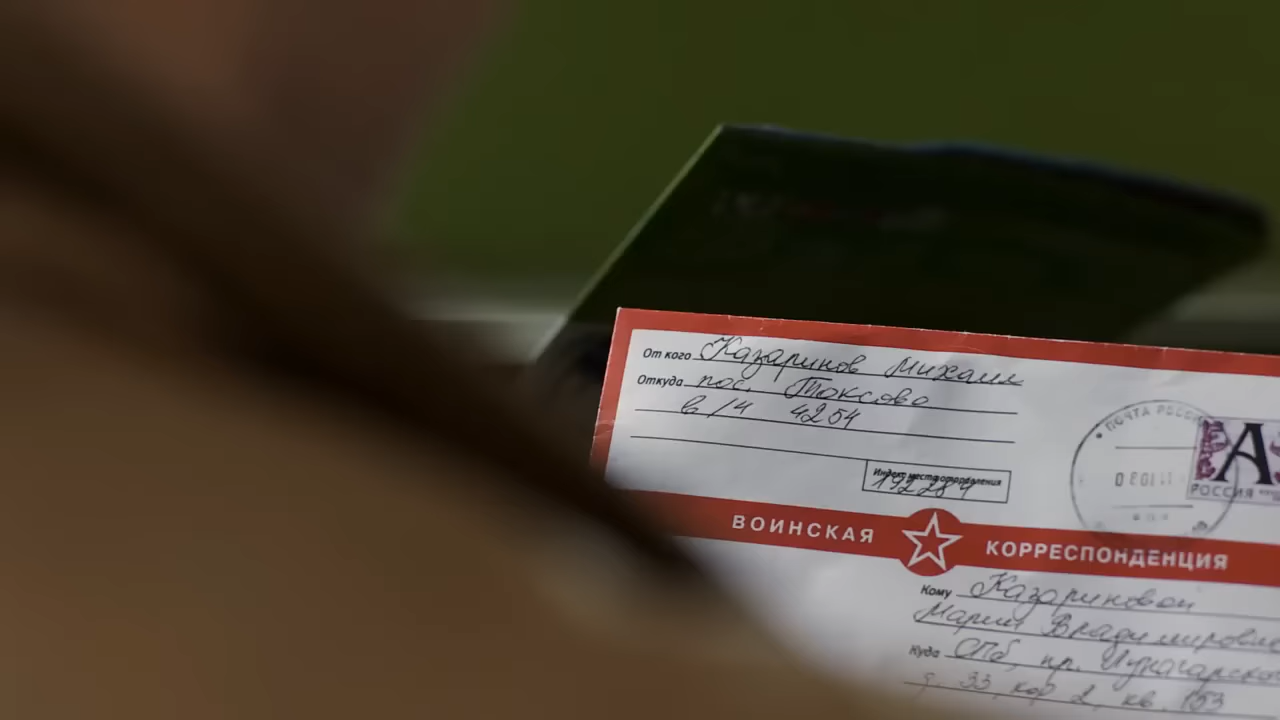 От кого Казаринов Михаил
Откуда пос. Токсово
в/ч 4254
Индекс места отправления
192284
ПОЧТА РОССИИ
А
РОССИЯ
ВОИНСКАЯ КОРРЕСПОНДЕНЦИЯ
Кому Казариновой
Марии Владимировне
Куда СПб, пр.
д. 33, кор 2, кв. 153